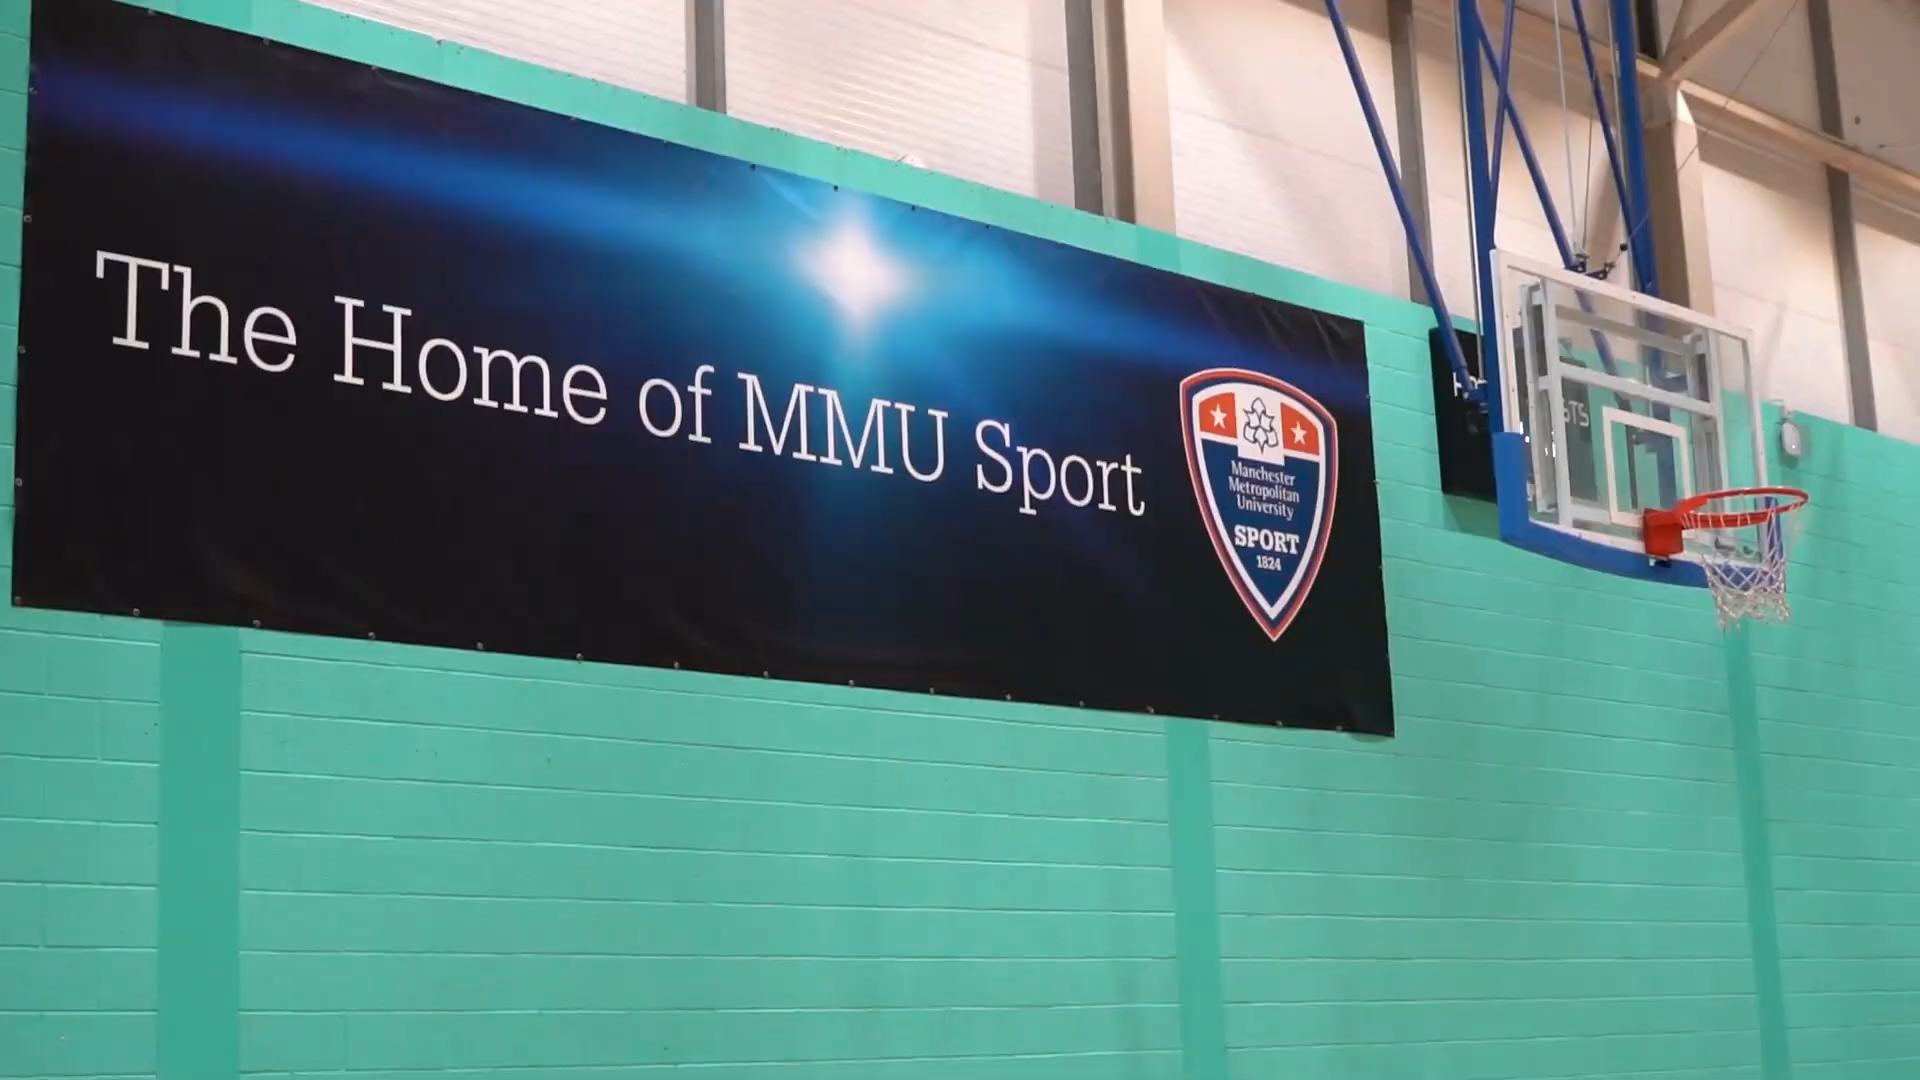 The Home of MMU Sport
Manchester
Metropolitan
University
SPORT
1824